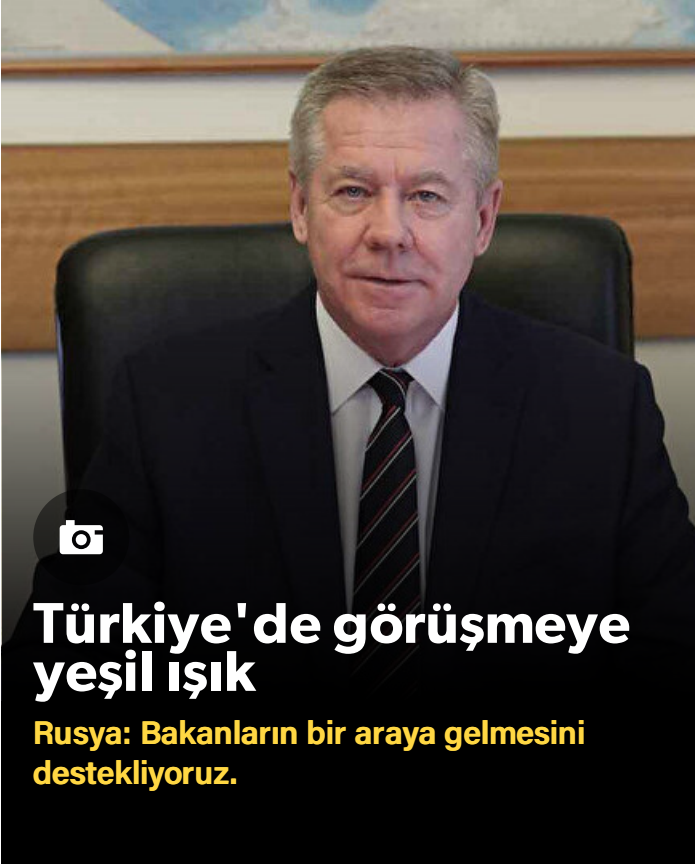 Türkiye'de görüşmeye
yeşil ışık
Rusya: Bakanların bir araya gelmesini
destekliyoruz.